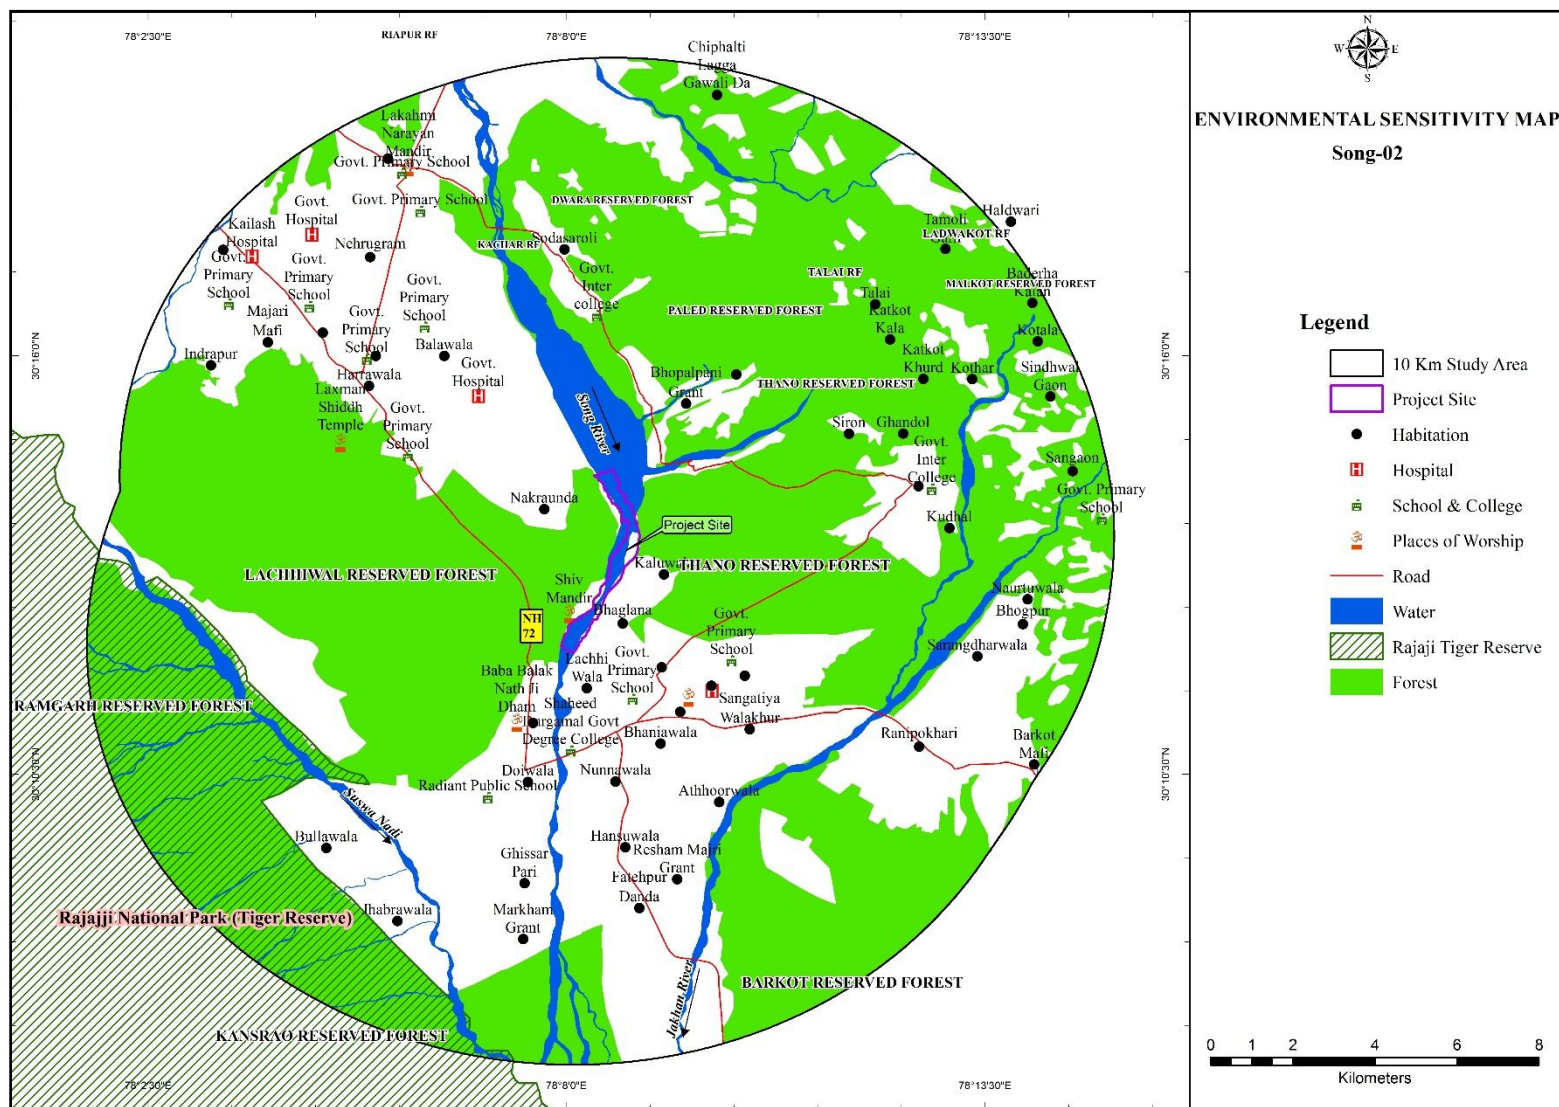 78°2'30"E
RIAPUR RF
78°8'0"E
78°13'30"E
N
W
E
S
ENVIRONMENTAL SENSITIVITY MAP
Song-02
Chiphalti
Lagga
Gawali Da
Lakahmi
Narayan
Mandir
Govt. Primary School
Govt. Primary School
Govt.
Hospital
Kailash
Hospital
Govt.
Primary
School
Nehrugram
Govt.
Primary
School
DWARA RESERVED FOREST
KAGHAR RF
Sodasaroli
Govt.
Inter
college
Haldwari
Tamoli
LADWAKOT RF
TALAI RF
Baderha
Kalan
MALKOT RESERVED FOREST
PALED RESERVED FOREST
Talai
Katkot
Kala
Kotala
Katkot
Khurd
Kothar
Sindhwal
Gaon
Majari
Mafi
Indrapur
Govt.
Primary
School
Govt.
Primary
School
Balawala
Govt.
Hospital
Harrawala
Laxman
Shiddh
Temple
Govt.
Primary
School
Bhopalpani
Grant
THANO RESERVED FOREST
Song River
Siron
Ghandol
Govt.
Inter
College
Sangaon
Govt. Primary
School
Kudhal
Nakraunda
Project Site
LACHHIWAL RESERVED FOREST
THANO RESERVED FOREST
Shiv
Mandir
Bhaglana
NH
72
Govt.
Primary
School
Naurtuwala
Bhogpur
Sarangdharwala
Baba Balak
Nath Ji
Dham
Lachhi
Wala
Govt.
Primary
School
Shaheed
Durgamal Govt
Degree College
Sangatiya
Walakhur
Bhaniawala
Ranipokhari
Barkot
Mafi
RAMGARH RESERVED FOREST
Doiwala
Radiant Public School
Nunnawala
Athhoorwala
Suswa Nadi
Bullawala
Ghissar
Pari
Hansuwala
Resham Majri
Grant
Fatehpur
Danda
Rajajji National Park (Tiger Reserve)
Jhabrawala
Markham
Grant
BARKOT RESERVED FOREST
Jakhan River
KANSRAO RESERVED FOREST
30°16'0"N
30°10'30"N
30°16'0"N
30°10'30"N
78°2'30"E
78°8'0"E
78°13'30"E
Legend
10 Km Study Area
Project Site
Habitation
Hospital
School & College
Places of Worship
Road
Water
Rajaji Tiger Reserve
Forest
0 1 2 4 6 8
Kilometers